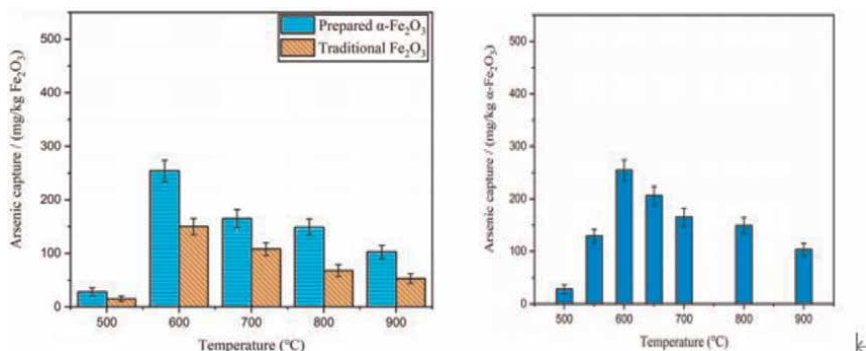 Prepared α-Fe₂O₃
Traditional Fe₂O₃
Arsenic capture / (mg/kg Fe₂O₃)
500
400
300
200
100
0
500 600 700 800 900
Temperature (℃)
Arsenic capture / (mg/kg α-Fe₂O₃)
500
400
300
200
100
0
500 600 700 800 900
Temperature (℃)